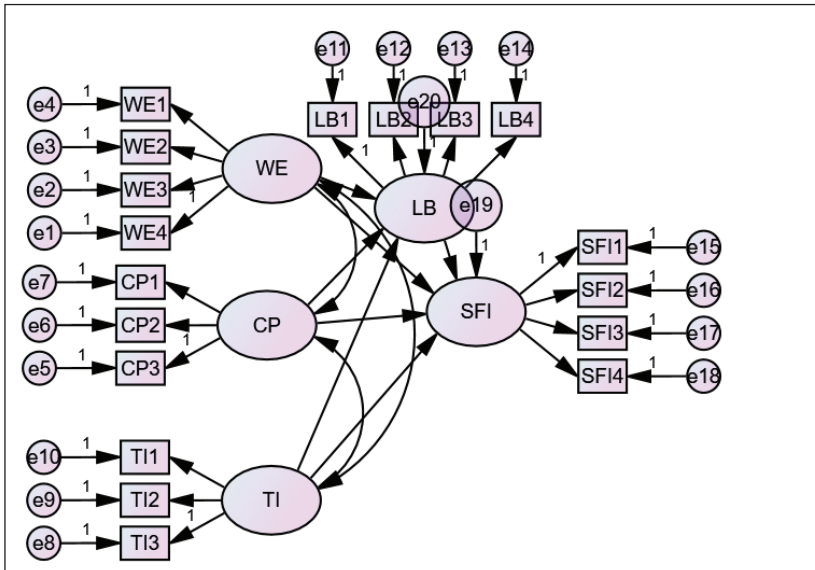 e11 e12 e13 e14
1 1 1 1
e4 1 WE1
LB1 LB2 e20 LB3 LB4
e3 1 WE2
1 1
WE
e2 1 WE3
1
e1 1 WE4
LB e19
1
e7 1 CP1
1 SFI1 1 e15
SFI2 1 e16
e6 1 CP2
CP
SFI
SFI3 1 e17
1
e5 1 CP3
SFI4 1 e18
e10 1 TI1
e9 1 TI2
TI
1
e8 1 TI3